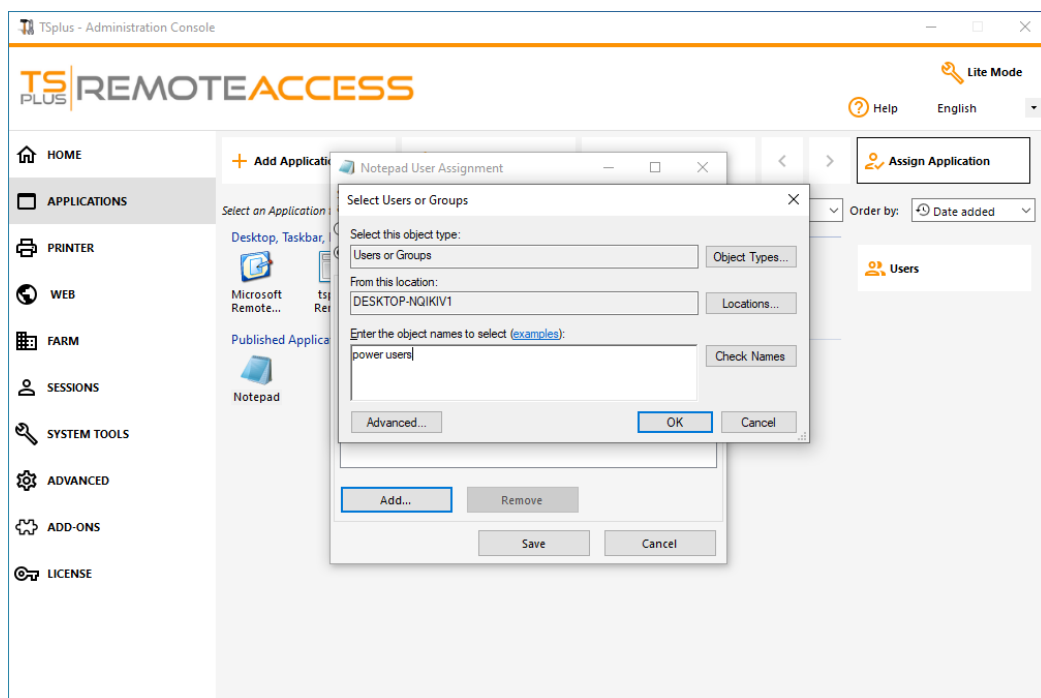 TSplus - Administration Console
TS PLUS REMOTEACCESS
Lite Mode
Help
English
HOME
APPLICATIONS
PRINTER
WEB
FARM
SESSIONS
SYSTEM TOOLS
ADVANCED
ADD-ONS
LICENSE
Add
Assign Application
Select an Application
Order by:
Date added
Desktop, Taskbar,
Microsoft
Remote...
Users
Published
Notepad
Notepad User Assignment
Select Users or Groups
Select this object type:
Users or Groups
Object Types...
From this location:
DESKTOP-NQIKIV1
Locations...
Enter the object names to select (examples):
power users
Check Names
Advanced...
OK
Cancel
Add...
Remove
Save
Cancel